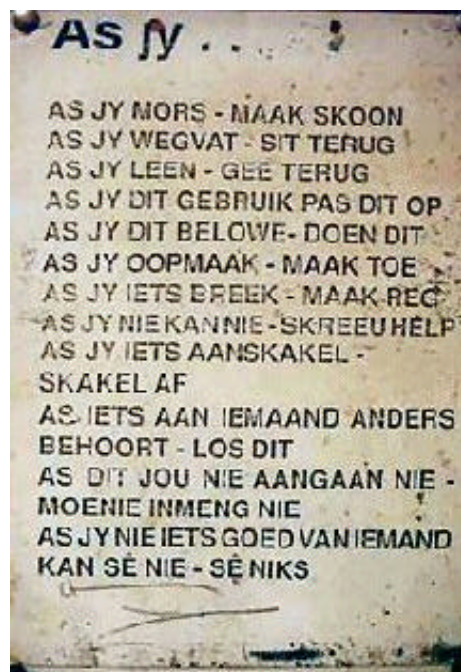 As jy . . .
AS JY MORS - MAAK SKOON
AS JY WEGVAT - SIT TERUG
AS JY LEEN - GEE TERUG
AS JY DIT GEBRUIK PAS DIT OP
AS JY DIT BELOWE - DOEN DIT
AS JY OOPMAAK - MAAK TOE
AS JY IETS BREEK - MAAK REG
AS JY NIE KAN NIE - SKREEU HELP
AS JY IETS AANSKAKEL -
SKAKEL AF
AS IETS AAN IEMAAND ANDERS
BEHOORT - LOS DIT
AS DIT JOU NIE AANGAAN NIE -
MOENIE INMENG NIE
AS JY NIE IETS GOED VAN IEMAND
KAN SÊ NIE - SÊ NIKS